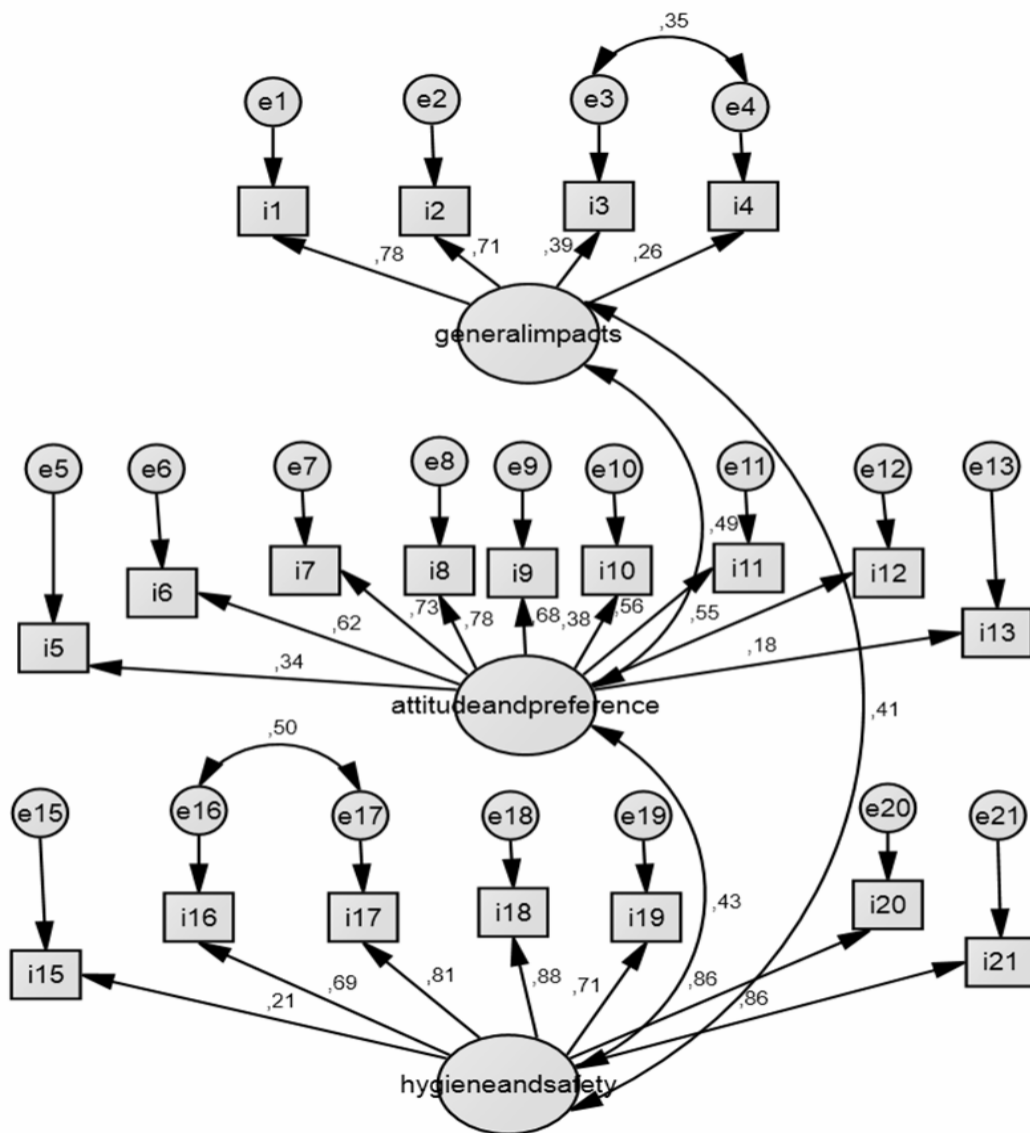 ,35
e1 e2 e3 e4
i1 i2 i3 i4
,78 ,71 ,39 ,26
generalimpacts
e5 e6 e7 e8 e9 e10 e11 e12 e13
,49
i5 i6 i7 i8 i9 i10 i11 i12 i13
,34 ,62 ,73 ,78 ,68 ,38 ,56 ,55 ,18
attitudeandpreference
,41
,50
e15 e16 e17 e18 e19 e20 e21
i15 i16 i17 i18 i19 i20 i21
,43
,21 ,69 ,81 ,88 ,71 ,86 ,86
hygieneandsafety